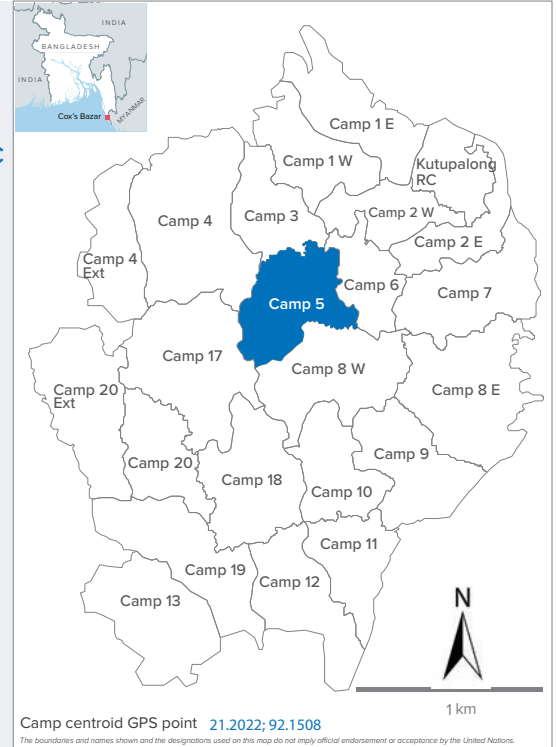 INDIA
BANGLADESH
INDIA
Cox's Bazar
MYANMAR
Camp 1 E
Camp 1 W
Kutupalong
RC
Camp 4
Camp 3
Camp 2 W
Camp 2 E
Camp 4
Ext
Camp 6
Camp 7
Camp 5
Camp 17
Camp 8 W
Camp 20
Ext
Camp 8 E
Camp 20
Camp 9
Camp 18
Camp 10
Camp 11
Camp 19
Camp 12
Camp 13
N
1 km
Camp centroid GPS point 21.2022; 92.1508
The boundaries and names shown and the designations used on this map do not imply official endorsement or acceptance by the United Nations.